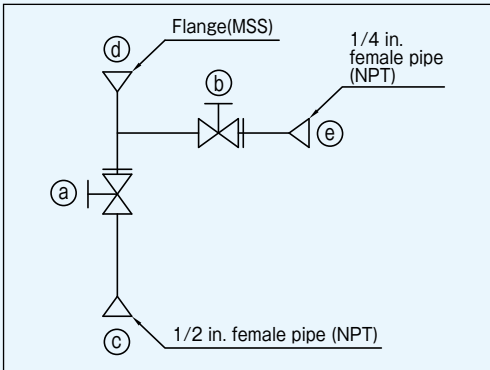 Flange(MSS)
d
1/4 in.
female pipe
(NPT)
b
e
a
1/2 in. female pipe (NPT)
c